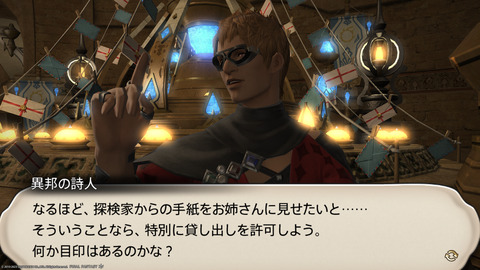 異邦の詩人
なるほど、探検家からの手紙をお姉さんに見せたいと……
そういうことなら、特別に貸し出しを許可しよう。
何か目印はあるのかな？
FINAL FANTASY XIV